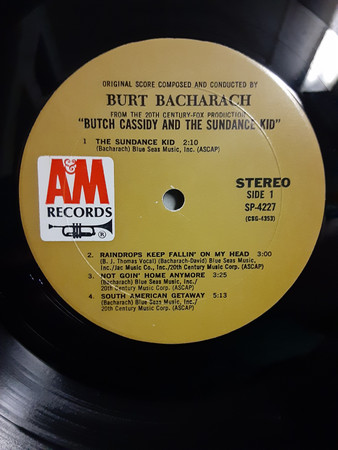 ORIGINAL SCORE COMPOSED AND CONDUCTED BY
BURT BACHARACH
FROM THE 20TH CENTURY-FOX PRODUCTION
"BUTCH CASSIDY AND THE SUNDANCE KID"
1 THE SUNDANCE KID 2:10
(Bacharach) Blue Seas Music, Inc. (ASCAP)
A&M
RECORDS
®
STEREO
SIDE 1
SP-4227
(CSG-4353)
2. RAINDROPS KEEP FALLIN' ON MY HEAD 3:00
(B. J. Thomas Vocal) (Bacharach-David) Blue Seas Music,
Inc./Jac Music Co., Inc./20th Century Music Corp. (ASCAP)
3. NOT GOIN' HOME ANYMORE 3:25
(Bacharach) Blue Seas Music, Inc./
20th Century Music Corp. (ASCAP)
4. SOUTH AMERICAN GETAWAY 5:13
(Bacharach) Blue Seas Music, Inc./
20th Century Music Corp. (ASCAP)